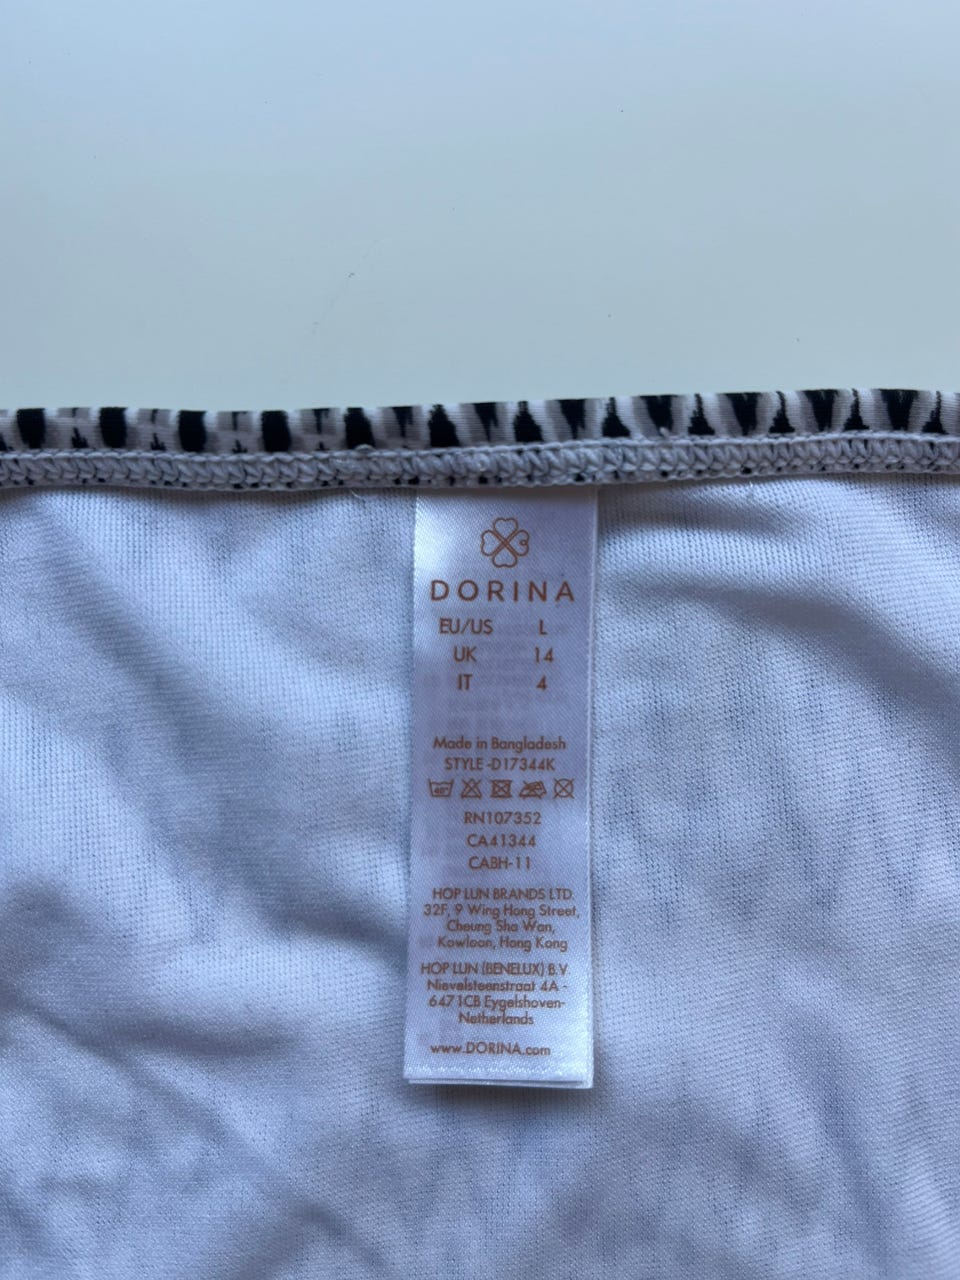 DORINA
EU/US L
UK 14
IT 4
Made in Bangladesh
STYLE-D17344K
40°
RN107352
CA41344
CABH-11
HOP LUN BRANDS LTD.
32F, 9 Wing Hong Street,
Cheung Sha Wan,
Kowloon, Hong Kong
HOP LUN (BENELUX) B.V
Nievelsteenstraat 4A -
6471CB Eygelshoven-
Netherlands
www.DORINA.com